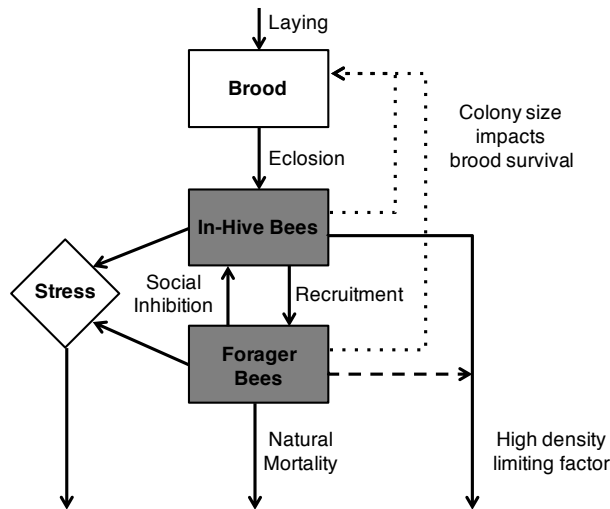 Laying
Brood
Colony size
impacts
brood survival
Eclosion
In-Hive Bees
Stress
Social
Inhibition
Recruitment
Forager
Bees
Natural
Mortality
High density
limiting factor